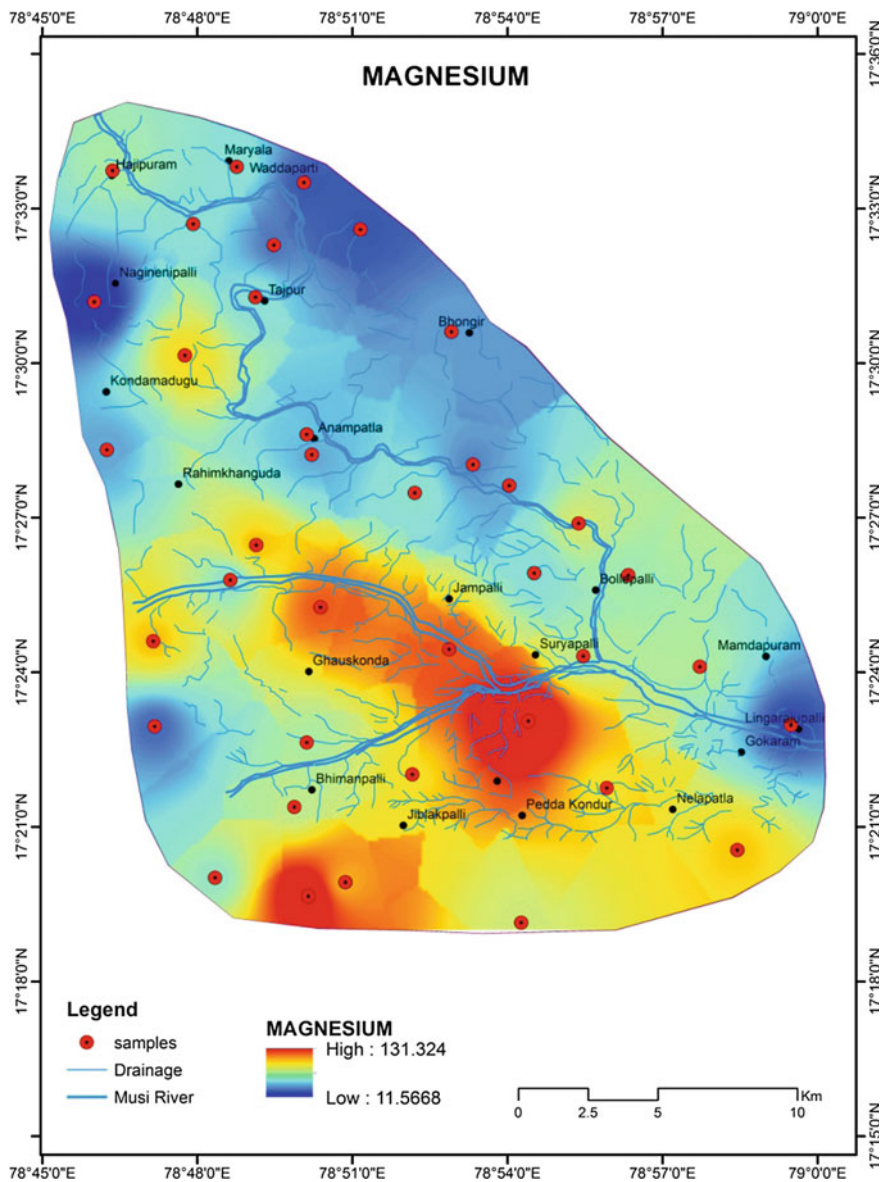 78°45'0"E 78°48'0"E 78°51'0"E 78°54'0"E 78°57'0"E 79°0'0"E
17°36'0"N
MAGNESIUM
Maryala
Hajipuram
Waddaparti
17°33'0"N 17°33'0"N
Naginenipalli
Tajpur
Bhongir
17°30'0"N 17°30'0"N
Kondamadugu
Anampatla
Rahimkhanguda
17°27'0"N 17°27'0"N
Jampalli
Bollepalli
Suryapalli
Mamdapuram
17°24'0"N 17°24'0"N
Ghauskonda
Lingarajupalli
Gokaram
Bhimanpalli
Pedda Kondur
Nelapatla
17°21'0"N 17°21'0"N
Jiblakpalli
17°18'0"N 17°18'0"N
Legend
samples
Drainage
Musi River
MAGNESIUM
High : 131.324
Low : 11.5668
Km
0 2.5 5 10
17°15'0"N 17°15'0"N
78°45'0"E 78°48'0"E 78°51'0"E 78°54'0"E 78°57'0"E 79°0'0"E